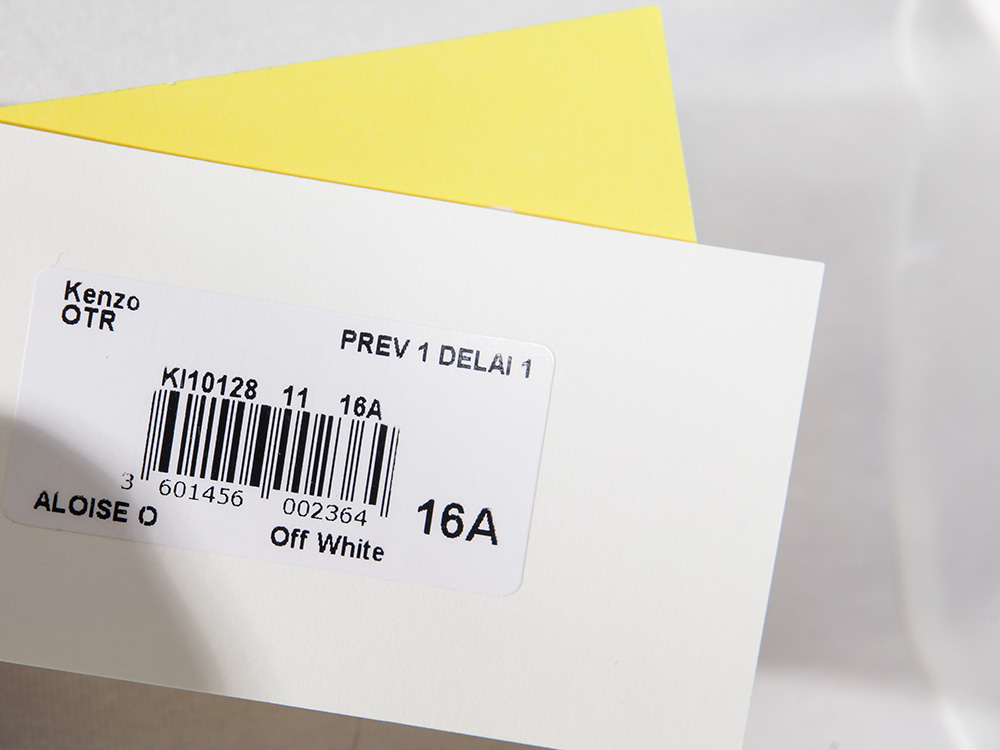 Kenzo
OTR
PREV 1 DELAI 1
KI10128 11 16A
3 601456 002364
ALOISE O
16A
Off White